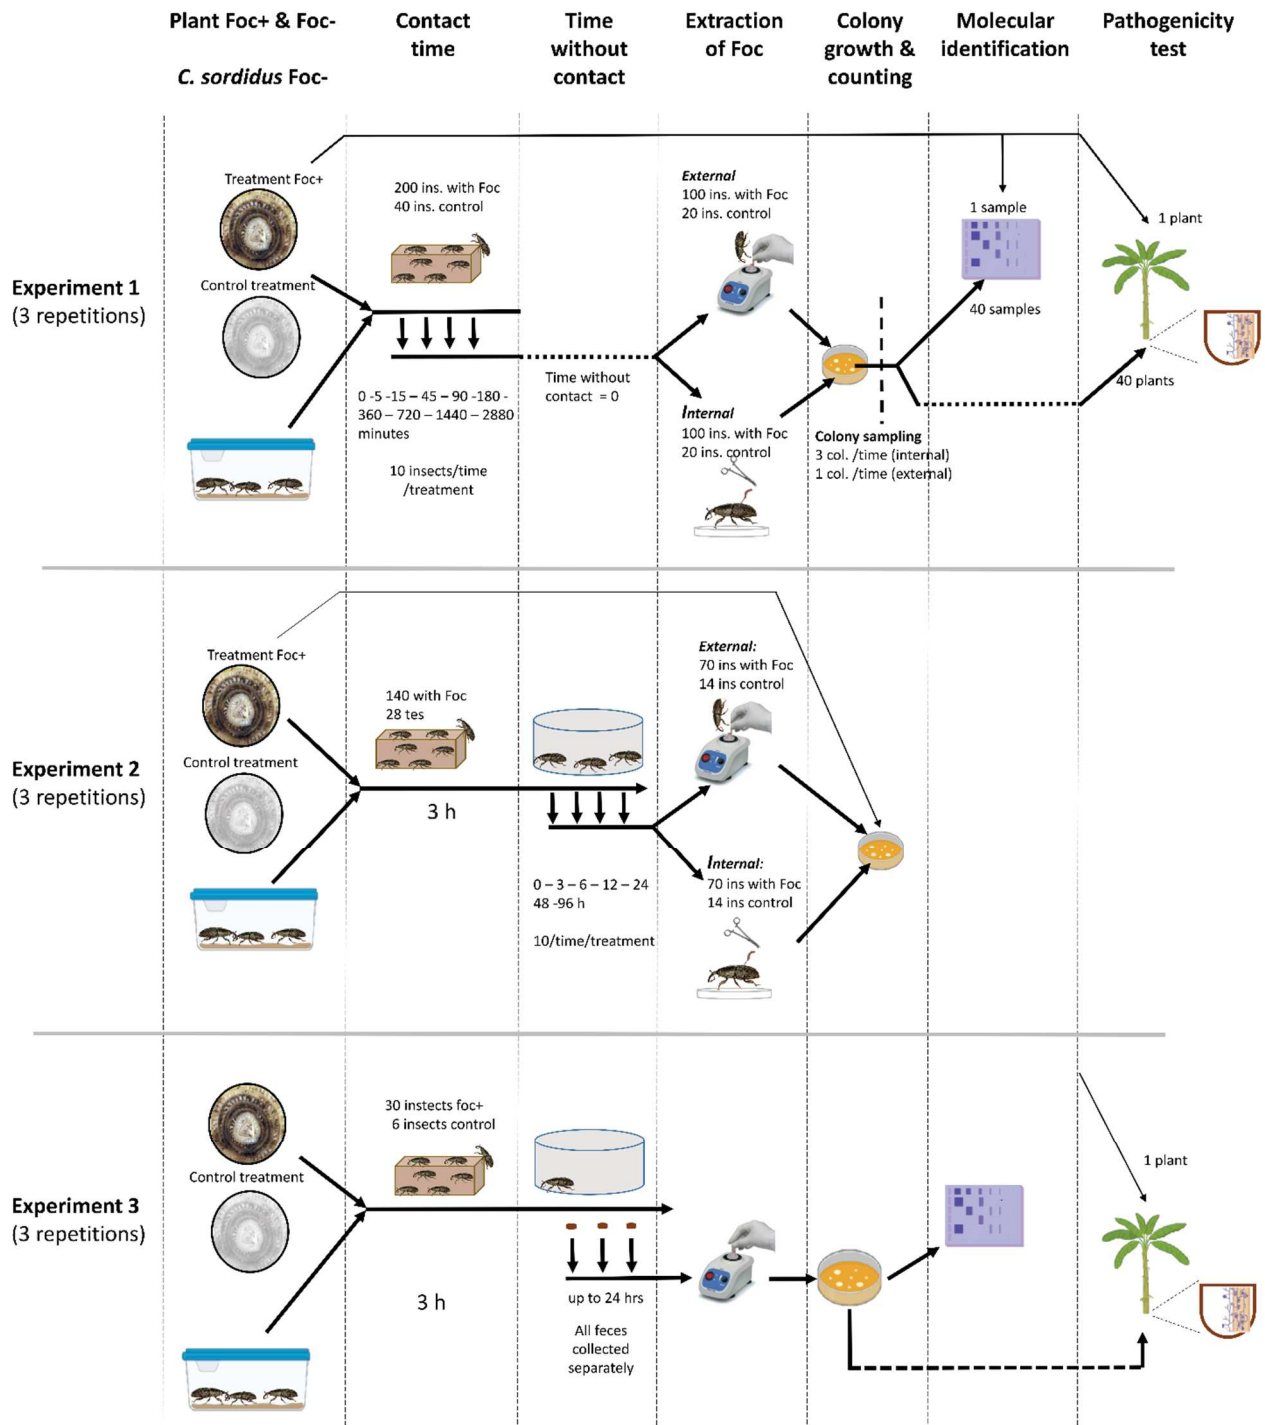 Plant Foc+ & Foc-
C. sordidus Foc-
Contact
time
Time
without
contact
Extraction
of Foc
Colony
growth &
counting
Molecular
identification
Pathogenicity
test
Experiment 1
(3 repetitions)
Treatment Foc+
Control treatment
200 ins. with Foc
40 ins. control
0 -5 -15 – 45 – 90 -180 -
360 – 720 – 1440 – 2880
minutes
10 insects/time
/treatment
Time without
contact = 0
External
100 ins. with Foc
20 ins. control
Internal
100 ins. with Foc
20 ins. control
Colony sampling
3 col. /time (internal)
1 col. /time (external)
1 sample
40 samples
1 plant
40 plants
Experiment 2
(3 repetitions)
Treatment Foc+
Control treatment
140 with Foc
28 tes
3 h
0 – 3 – 6 – 12 – 24
48 -96 h
10/time/treatment
External:
70 ins with Foc
14 ins control
Internal:
70 ins with Foc
14 ins control
Experiment 3
(3 repetitions)
Control treatment
30 instects foc+
6 insects control
3 h
up to 24 hrs
All feces
collected
separately
1 plant